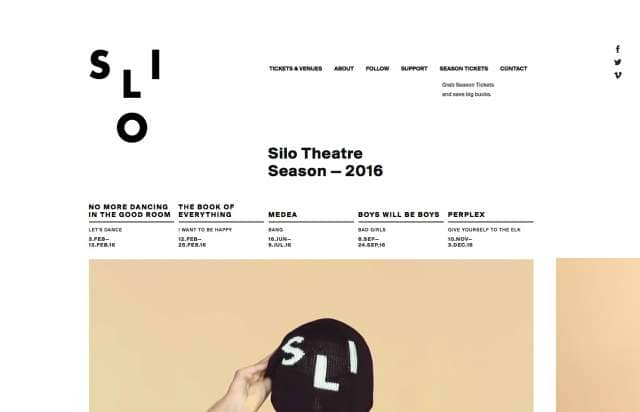 S L I
O
TICKETS & VENUES ABOUT FOLLOW SUPPORT SEASON TICKETS CONTACT
Grab Season Tickets
and save big bucks.
Silo Theatre
Season – 2016
NO MORE DANCING
IN THE GOOD ROOM
LET'S DANCE
3.FEB–
13.FEB.16
THE BOOK OF
EVERYTHING
I WANT TO BE HAPPY
12.FEB–
25.FEB.16
MEDEA
BANG
16.JUN–
9.JUL.16
BOYS WILL BE BOYS
BAD GIRLS
8.SEP–
24.SEP.16
PERPLEX
GIVE YOURSELF TO THE ELK
10.NOV–
3.DEC.16
SLI